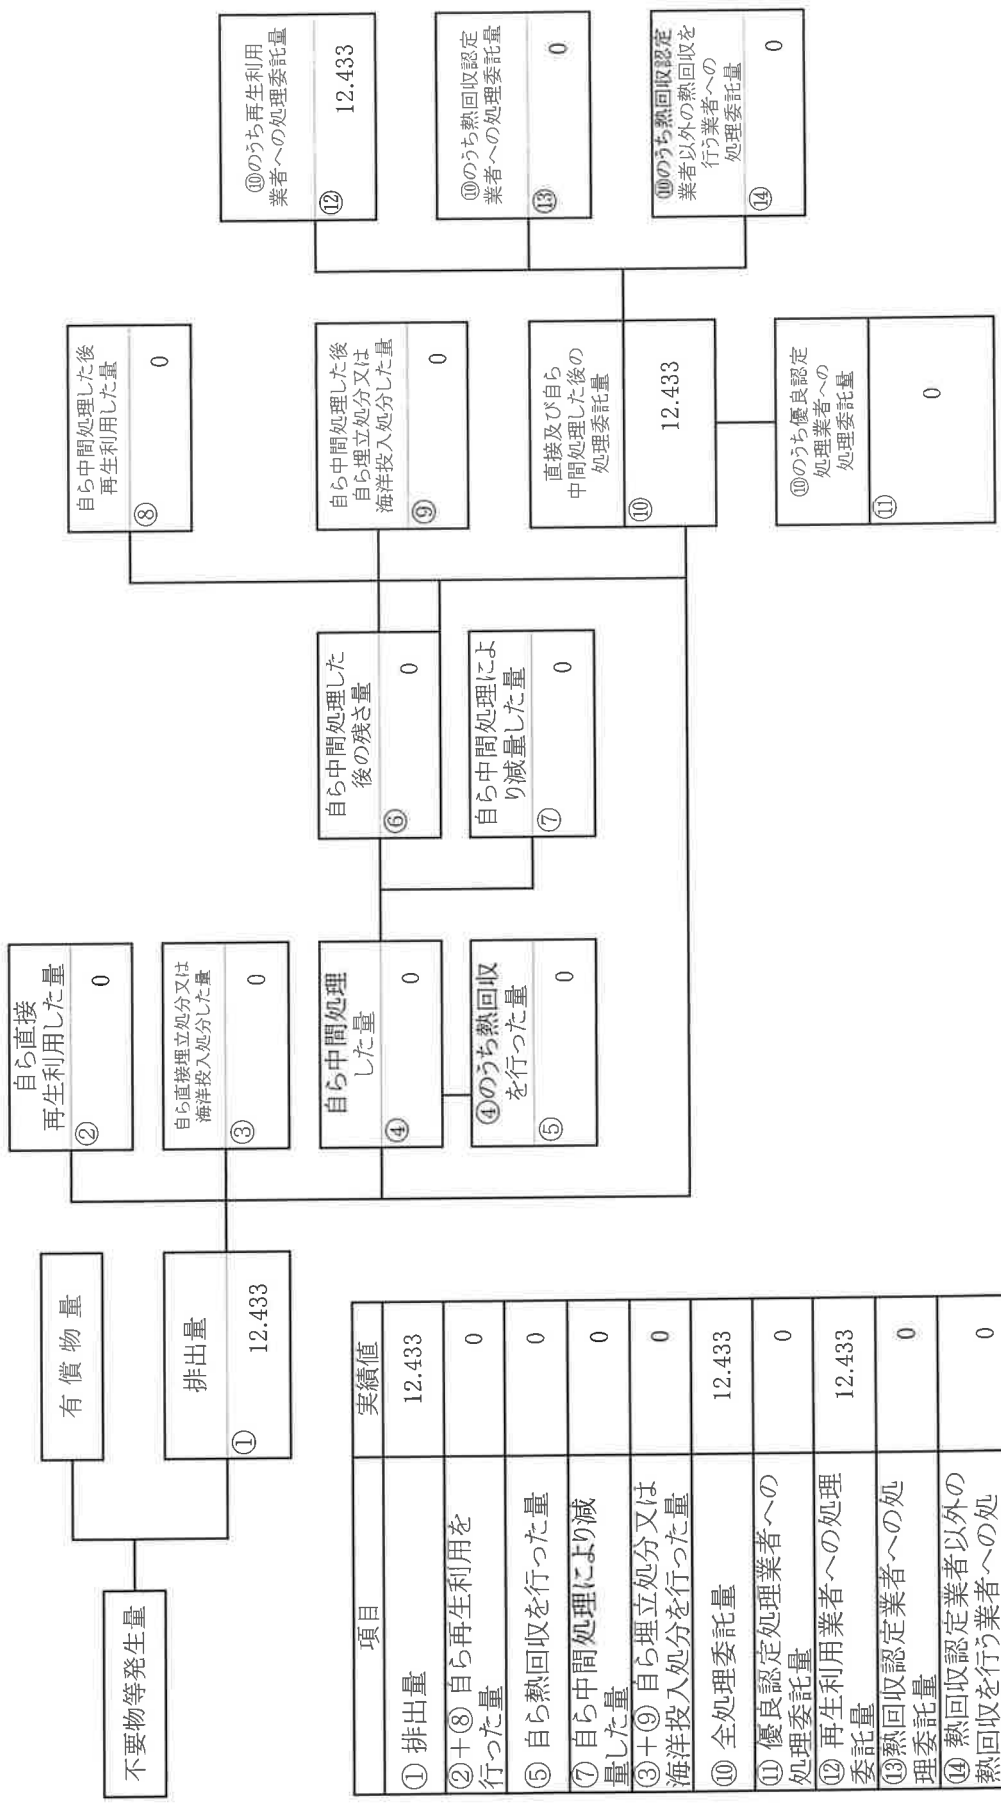 不要物等発生量
有償物量
排出量
①
12.433
自ら直接
再生利用した量
②
0
自ら直接埋立処分又は
海洋投入処分した量
③
0
自ら中間処理
した量
④
0
④のうち熱回収
を行った量
⑤
0
自ら中間処理した
後の残さ量
⑥
0
自ら中間処理によ
り減量した量
⑦
0
自ら中間処理した後
再生利用した量
⑧
0
自ら中間処理した後
自ら埋立処分又は
海洋投入処分した量
⑨
0
直接及び自ら
中間処理した後の
処理委託量
⑩
12.433
⑩のうち優良認定
処理業者への
処理委託量
⑪
0
⑩のうち再生利用
業者への処理委託量
⑫
12.433
⑩のうち熱回収認定
業者への処理委託量
⑬
0
⑩のうち熱回収認定
業者以外の熱回収を
行う業者への
処理委託量
⑭
0
項目 実績値
① 排出量 12.433
②+⑧ 自ら再生利用を
行った量 0
⑤ 自ら熱回収を行った量 0
⑦ 自ら中間処理により減
量した量 0
③+⑨ 自ら埋立処分又は
海洋投入処分を行った量 0
⑩ 全処理委託量 12.433
⑪ 優良認定処理業者への
処理委託量 0
⑫ 再生利用業者への処理
委託量 12.433
⑬熱回収認定業者への処
理委託量 0
⑭ 熱回収認定業者以外の
熱回収を行う業者への処 0